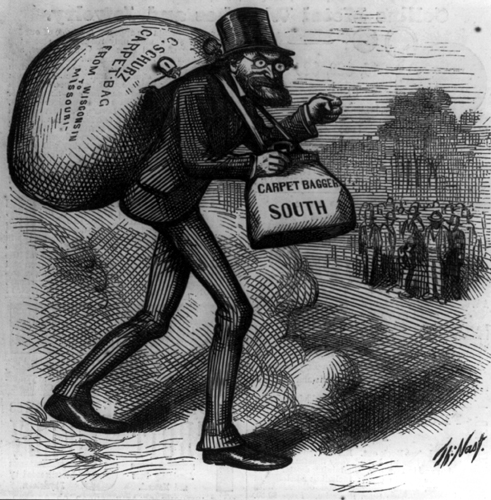 C. SCHURZ
CARPET-BAG
FROM WISCONSIN
TO
MISSOURI-
CARPET BAGGER
SOUTH
Th: Nast.